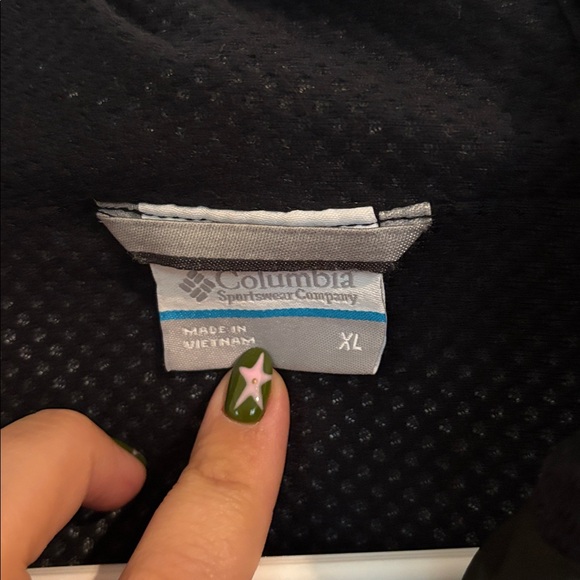 Columbia
Sportswear Company
MADE IN
VIETNAM
XL